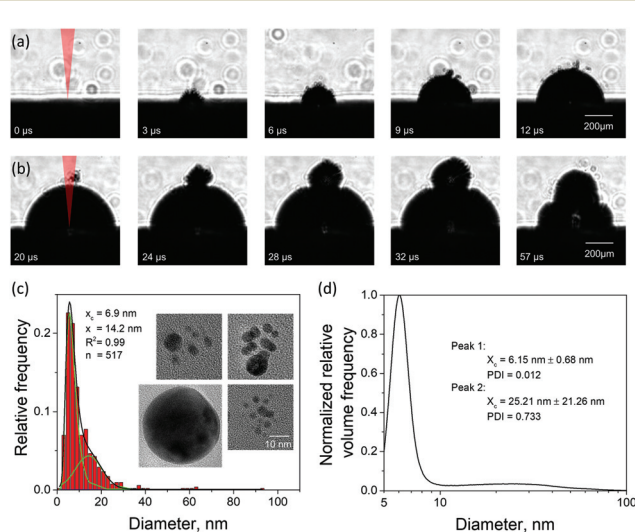 (a)
0 µs
3 µs
6 µs
9 µs
12 µs
200µm
(b)
20 µs
24 µs
28 µs
32 µs
57 µs
200µm
(c)
Relative frequency
0.2
0.1
0.0
x_c = 6.9 nm
x = 14.2 nm
R²= 0.99
n = 517
10 nm
0 20 40 60 80 100
Diameter, nm
(d)
Normalized relative
volume frequency
1.0
0.8
0.6
0.4
0.2
0.0
Peak 1:
X_c = 6.15 nm ± 0.68 nm
PDI = 0.012
Peak 2:
X_c = 25.21 nm ± 21.26 nm
PDI = 0.733
5 10 100
Diameter, nm